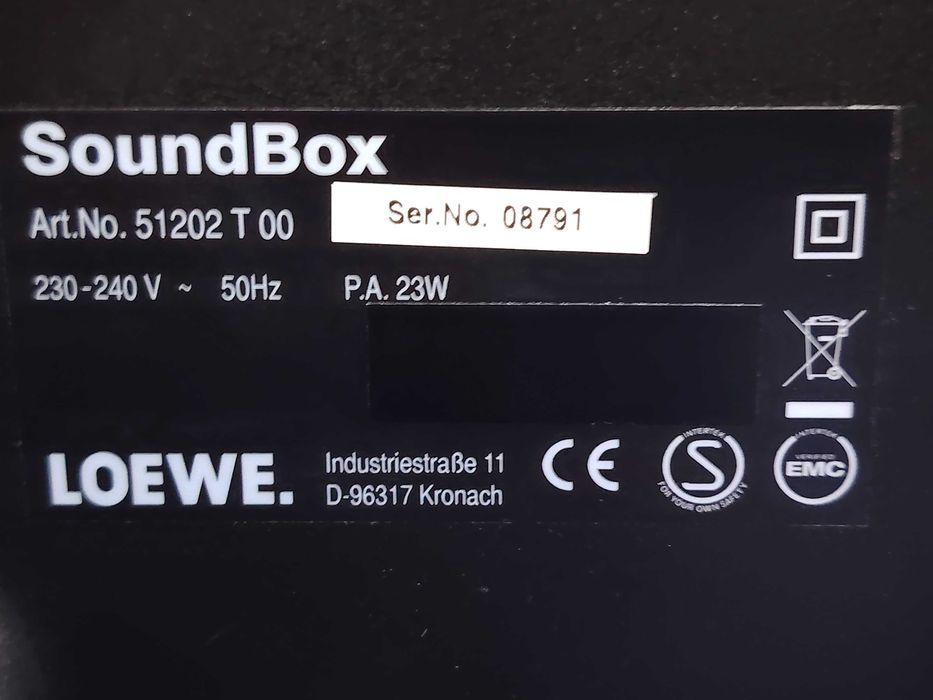 SoundBox
Art.No. 51202 T 00
Ser.No. 08791
230-240 V ~ 50Hz P.A. 23W
LOEWE.
Industriestraße 11
D-96317 Kronach
CE
INTERTEK
S
FOR YOUR OWN SAFETY
INTERTEK
VERIFIED
EMC